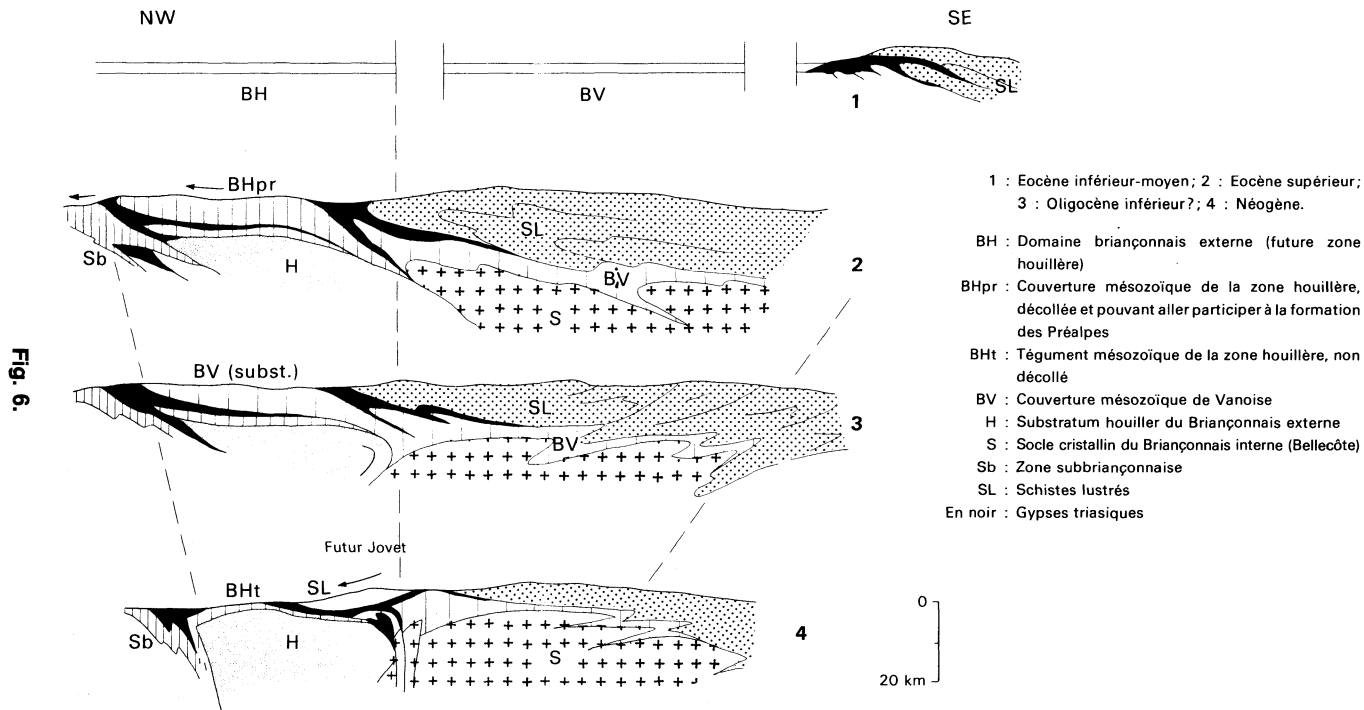 NW
SE
BH
BV
SL
1
BHpr
SL
Sb
H
BV
S
2
BV (subst.)
SL
BV
3
Futur Jovet
BHt
SL
Sb
H
S
4
Fig. 6.
1 : Eocène inférieur-moyen; 2 : Eocène supérieur;
3 : Oligocène inférieur?; 4 : Néogène.
BH : Domaine briançonnais externe (future zone
houillère)
BHpr : Couverture mésozoïque de la zone houillère,
décollée et pouvant aller participer à la formation
des Préalpes
BHt : Tégument mésozoïque de la zone houillère, non
décollé
BV : Couverture mésozoïque de Vanoise
H : Substratum houiller du Briançonnais externe
S : Socle cristallin du Briançonnais interne (Bellecôte)
Sb : Zone subbriançonnaise
SL : Schistes lustrés
En noir : Gypses triasiques
0
20 km